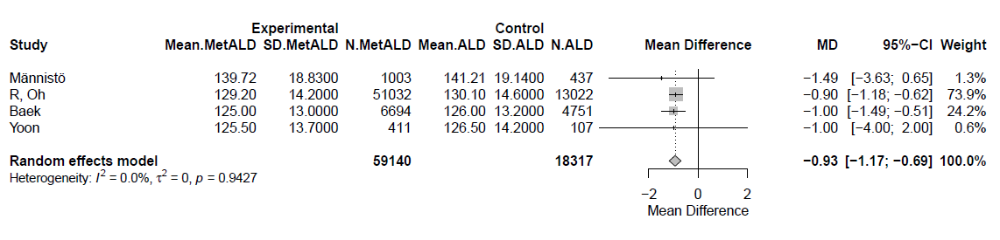 Experimental Control
Study Mean.MetALD SD.MetALD N.MetALD Mean.ALD SD.ALD N.ALD Mean Difference MD 95%−CI Weight
Männistö 139.72 18.8300 1003 141.21 19.1400 437 −1.49 [−3.63; 0.65] 1.3%
R, Oh 129.20 14.2000 51032 130.10 14.6000 13022 −0.90 [−1.18; −0.62] 73.9%
Baek 125.00 13.0000 6694 126.00 13.2000 4751 −1.00 [−1.49; −0.51] 24.2%
Yoon 125.50 13.7000 411 126.50 14.2000 107 −1.00 [−4.00; 2.00] 0.6%
Random effects model 59140 18317 −0.93 [−1.17; −0.69] 100.0%
Heterogeneity: I² = 0.0%, τ² = 0, p = 0.9427
−2 0 2
Mean Difference